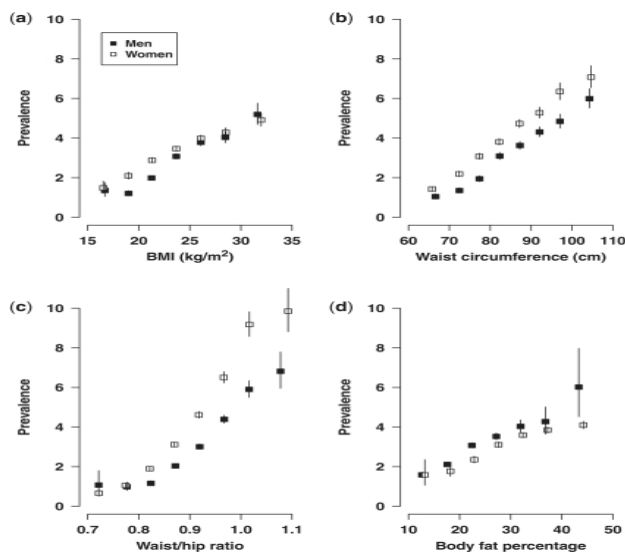 (a)
10
8
6
4
2
0
Prevalence
Men
Women
15 20 25 30 35
BMI (kg/m²)
(b)
10
8
6
4
2
0
Prevalence
60 70 80 90 100 110
Waist circumference (cm)
(c)
10
8
6
4
2
0
Prevalence
0.7 0.8 0.9 1.0 1.1
Waist/hip ratio
(d)
10
8
6
4
2
0
Prevalence
10 20 30 40 50
Body fat percentage